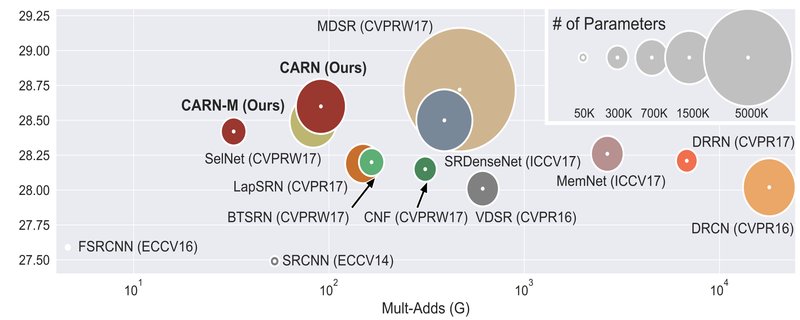 29.25
29.00
28.75
28.50
28.25
28.00
27.75
27.50
MDSR (CVPRW17)
# of Parameters
50K 300K 700K 1500K 5000K
CARN (Ours)
CARN-M (Ours)
SelNet (CVPRW17)
SRDenseNet (ICCV17)
DRRN (CVPR17)
LapSRN (CVPR17)
MemNet (ICCV17)
BTSRN (CVPRW17)
CNF (CVPRW17)
VDSR (CVPR16)
DRCN (CVPR16)
FSRCNN (ECCV16)
SRCNN (ECCV14)
10¹ 10² 10³ 10⁴
Mult-Adds (G)